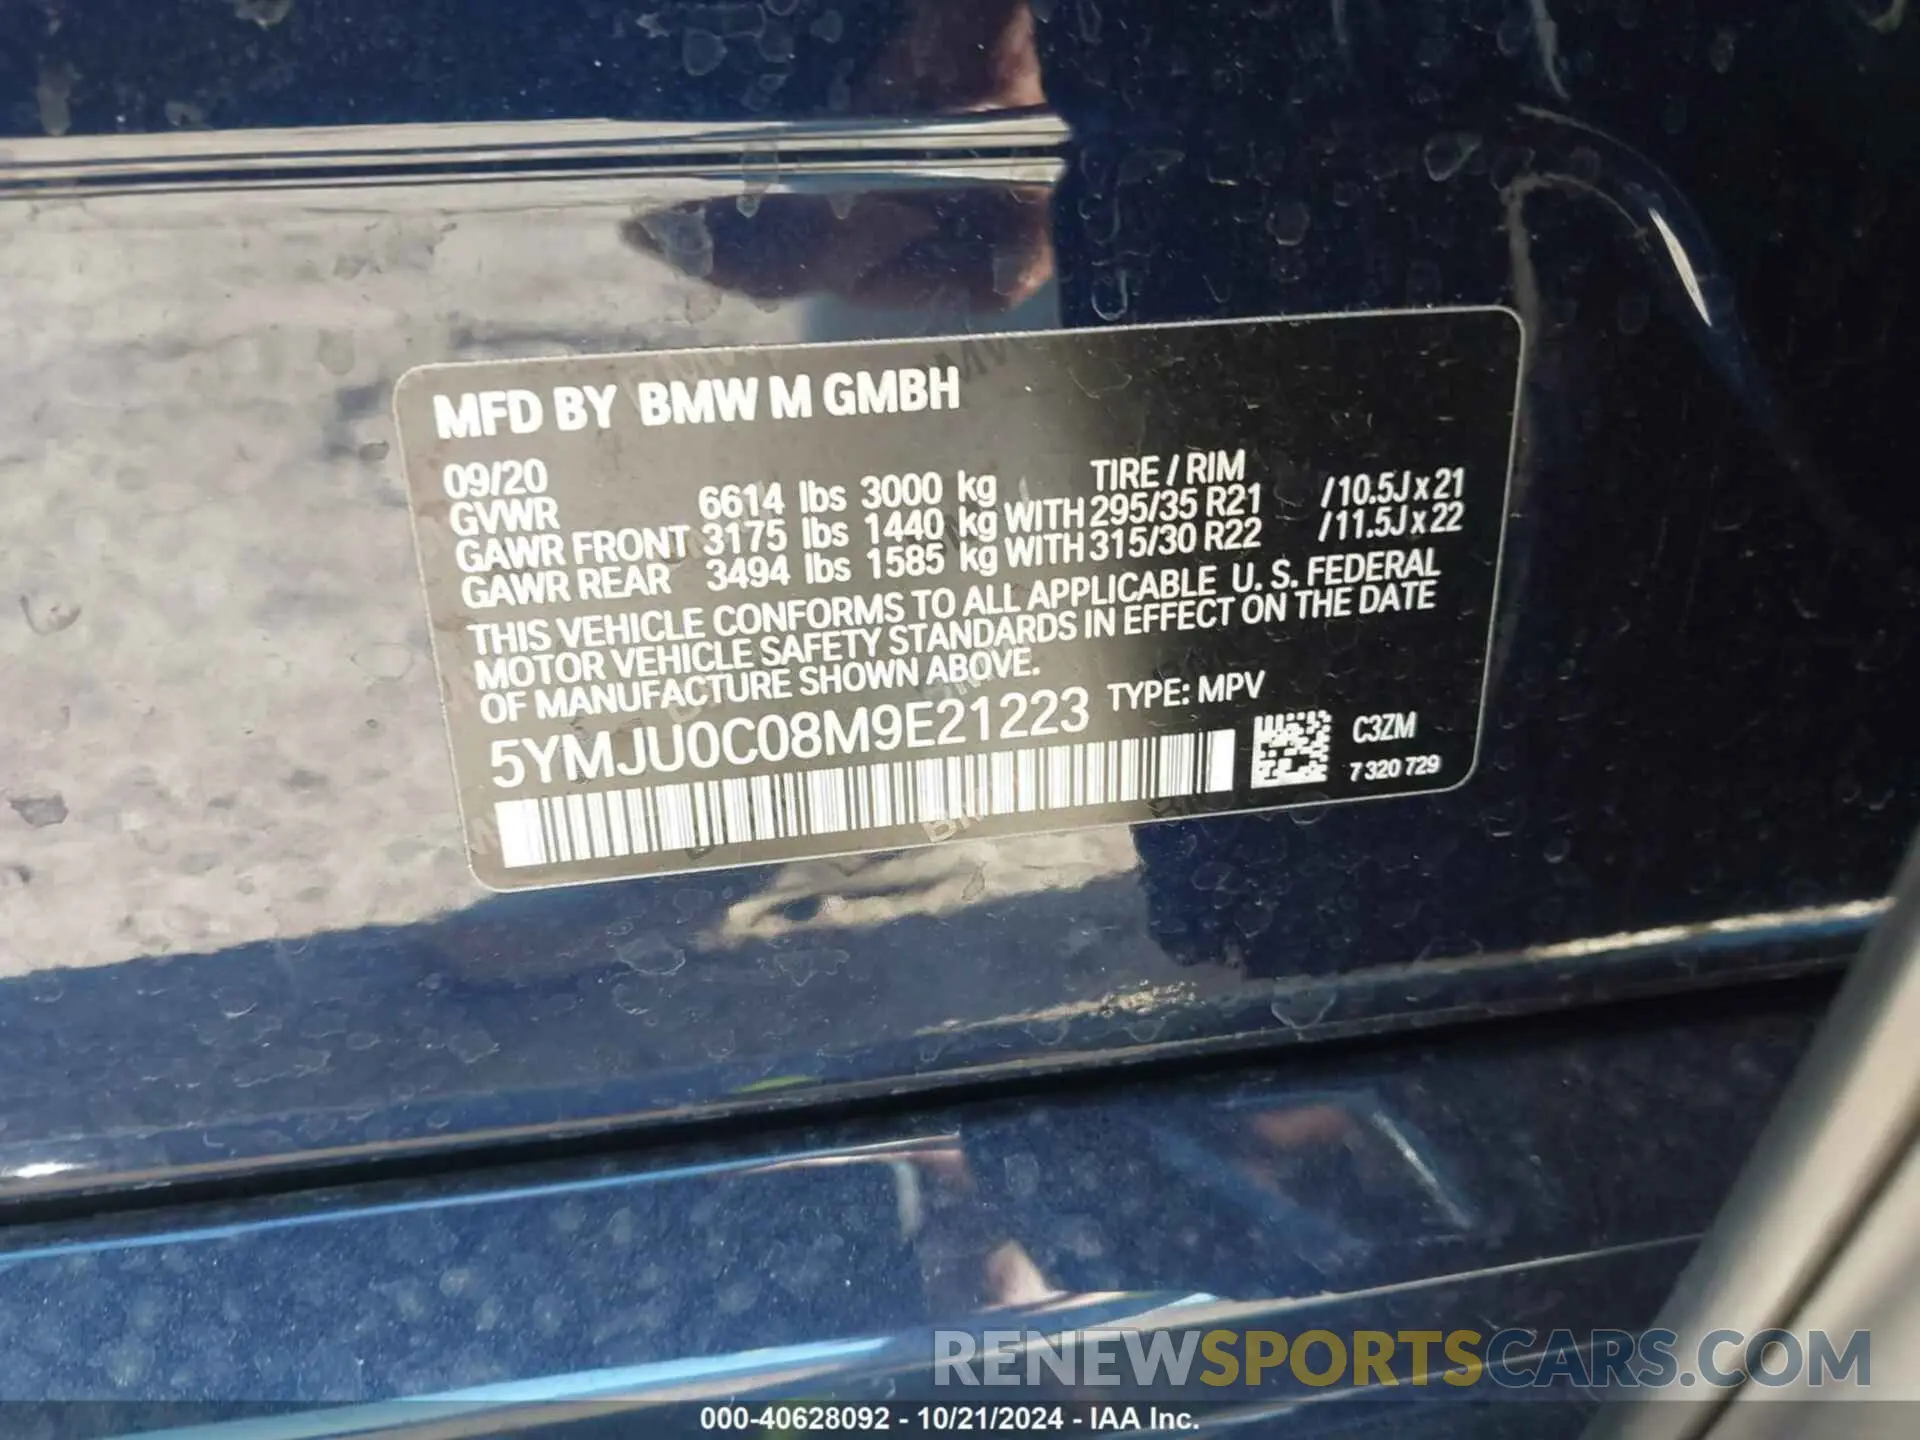 MFD BY BMW M GMBH
09/20 TIRE / RIM
GVWR 6614 lbs 3000 kg
GAWR FRONT 3175 lbs 1440 kg WITH 295/35 R21 /10.5J x 21
GAWR REAR 3494 lbs 1585 kg WITH 315/30 R22 /11.5J x 22
THIS VEHICLE CONFORMS TO ALL APPLICABLE U. S. FEDERAL
MOTOR VEHICLE SAFETY STANDARDS IN EFFECT ON THE DATE
OF MANUFACTURE SHOWN ABOVE.
5YMJU0C08M9E21223 TYPE: MPV
C3ZM
7 320 729
RENEWSPORTSCARS.COM
000-40628092 - 10/21/2024 - IAA Inc.